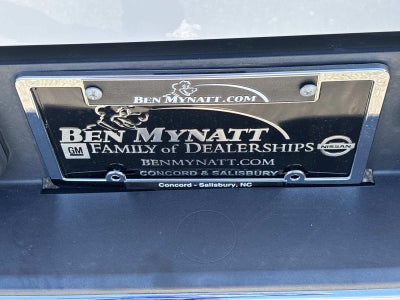 BEN MYNATT.COM
BEN MYNATT
GM FAMILY of DEALERSHIPS NISSAN
BENMYNATT.COM
CONCORD & SALISBURY
Concord - Salisbury, NC